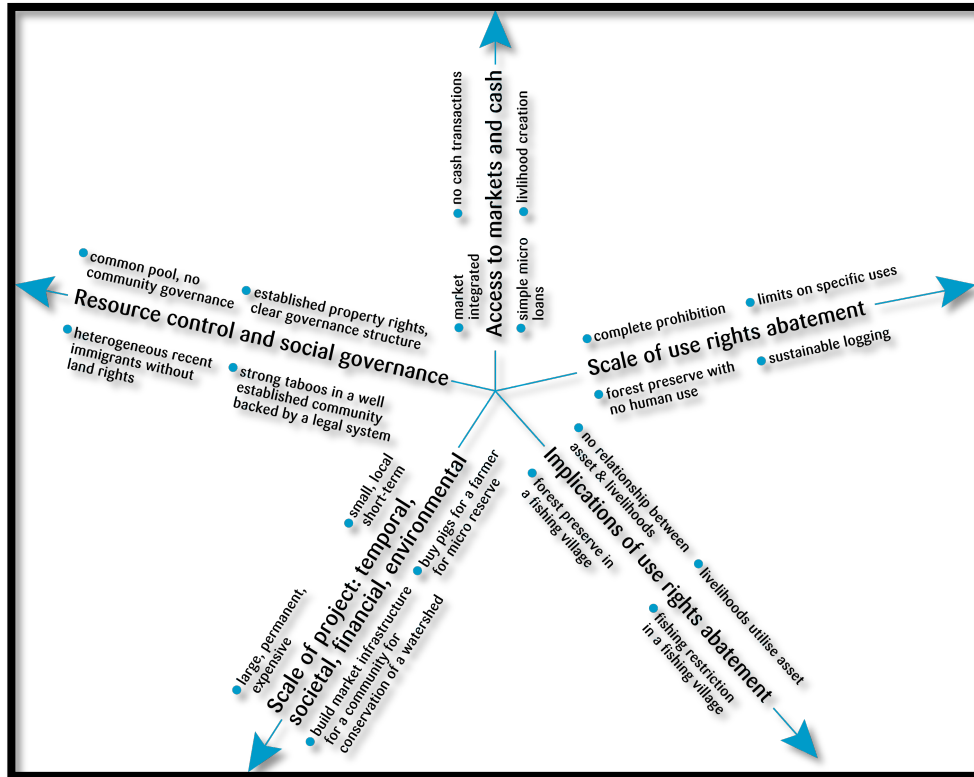 Access to markets and cash
no cash transactions
livlihood creation
market
integrated
simple micro
loans
Scale of use rights abatement
complete prohibition
limits on specific uses
forest preserve with
no human use
sustainable logging
Implications of use rights abatement
no relationship between
asset & livelihoods
livelihoods utilise asset
forest preserve in
a fishing village
fishing restriction
in a fishing village
Scale of project: temporal,
societal, financial, environmental
small, local
short-term
large, permanent,
expensive
buy pigs for a farmer
for micro reserve
build market infrastructure
for a community for
conservation of a watershed
Resource control and social governance
common pool, no
community governance
established property rights,
clear governance structure
heterogeneous recent
immigrants without
land rights
strong taboos in a well
established community
backed by a legal system